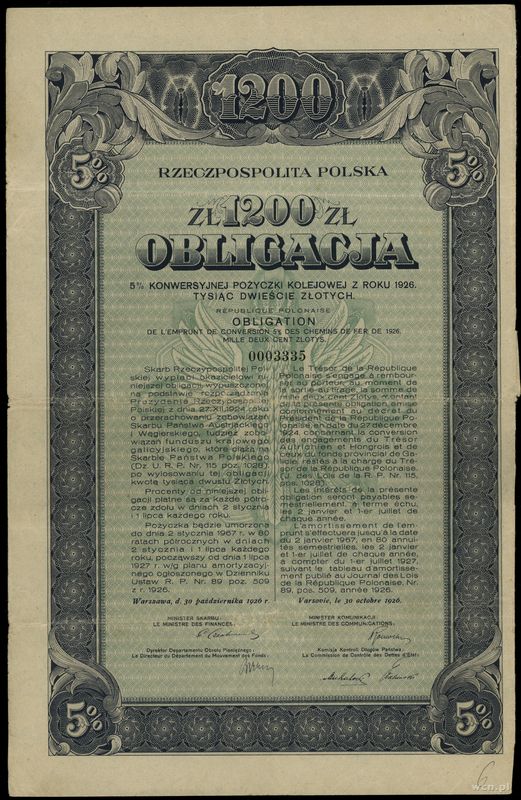 1200
5%
5%
RZECZPOSPOLITA POLSKA
ZŁ 1200 ZŁ
OBLIGACJA
5% KONWERSYJNEJ POŻYCZKI KOLEJOWEJ Z ROKU 1926.
TYSIĄC DWIEŚCIE ZŁOTYCH.
RÉPUBLIQUE POLONAISE
OBLIGATION
DE L'EMPRUNT DE CONVERSION 5% DES CHEMINS DE FER DE 1926.
MILLE DEUX CENT ZLOTYS.
0003335
Skarb Rzeczypospolitej Pol-
skiej wypłaci okazicielowi ni-
niejszej obligacji, wypuszczonej
na podstawie rozporządzenia
Prezydenta Rzeczypospolitej
Polskiej z dnia 27.XII.1924 roku
o przerachowaniu zobowiązań
Skarbu Państwa Austrjackiego
i Węgierskiego, tudzież zobo-
wiązań funduszu krajowego
galicyjskiego, które ciążą na
Skarbie Państwa Polskiego
(Dz. U. R. P. Nr. 115 poz. 1028),
po wylosowaniu tej obligacji
kwotę tysiąca dwustu Złotych.
Procenty od niniejszej obli-
gacji płatne są za każde pół-
rocze zdołu w dniach 2 stycznia
i 1 lipca każdego roku.
Pożyczka będzie umorzona
do dnia 2 stycznia 1967 r. w 80
ratach półrocznych w dniach
2 stycznia i 1 lipca każdego
roku, począwszy od dnia 1 lipca
1927 r. w/g planu amortyzacyj-
nego ogłoszonego w Dzienniku
Ustaw R. P. Nr. 89 poz. 509
z r. 1926.
Le Trésor de la République
Polonaise s'engage à rembour-
ser au porteur, au moment de
la sortie au tirage, la somme de
mille deux cent zlotys, montant
de la présente obligation, émise
conformément au décret du
Président de la République Polo-
naise, en date du 27 décembre
1924, concernant la conversion
des engagements du Trésor
Autrichien et Hongrois et de
ceux du fonds provincial de Ga-
licie, restés à la charge du Tré-
sor de la République Polonaise.
(J. des Lois de la R. P. Nr. 115,
pos. 1028).
Les intérêts de la présente
obligation seront payables se-
mestriellement, à terme échu,
les 2 janvier et 1-er juillet de
chaque année.
L'amortissement de l'em-
prunt s'effectuera jusqu'à la date
du 2 janvier 1967, en 80 annui-
tés semestrielles, les 2 janvier
et 1-er juillet de chaque année,
à compter du 1-er juillet 1927,
suivant le tableau d'amortisse-
ment publié au Journal des Lois
de la République Polonaise, Nr.
89, pos. 509, année 1926.
Warszawa, d. 30 października 1926 r.
Varsovie, le 30 octobre 1926.
MINISTER SKARBU:
LE MINISTRE DES FINANCES:
MINISTER KOMUNIKACJI:
LE MINISTRE DES COMMUNICATIONS:
Dyrektor Departamentu Obrotu Pieniężnego:
Le Directeur du Département du Mouvement des Fonds:
Komisja Kontroli Długów Państwa:
La Commission de Contrôle des Dettes d'État:
5%
5%
6
wcn.pl